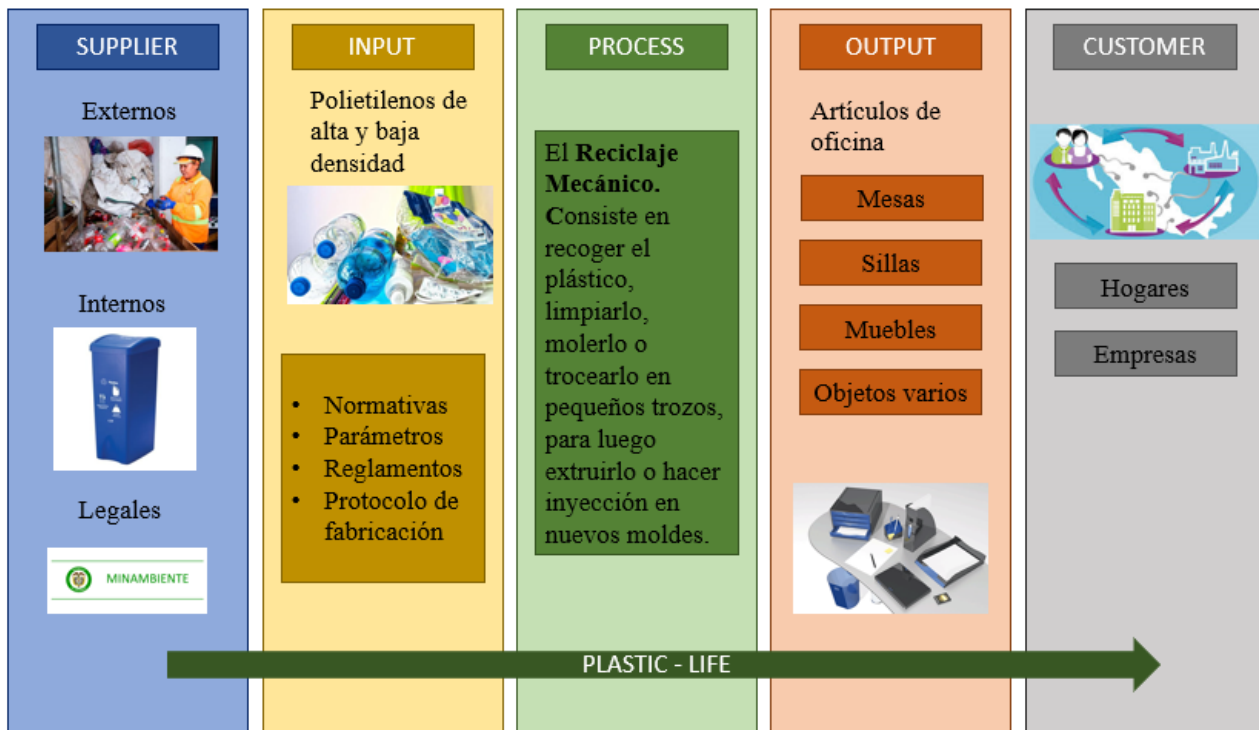 SUPPLIER
Externos
Internos
Legales
MINAMBIENTE
INPUT
Polietilenos de
alta y baja
densidad
• Normativas
• Parámetros
• Reglamentos
• Protocolo de
fabricación
PROCESS
El Reciclaje
Mecánico.
Consiste en
recoger el
plástico,
limpiarlo,
molerlo o
trocearlo en
pequeños trozos,
para luego
extruirlo o hacer
inyección en
nuevos moldes.
OUTPUT
Artículos de
oficina
Mesas
Sillas
Muebles
Objetos varios
CUSTOMER
Hogares
Empresas
PLASTIC - LIFE